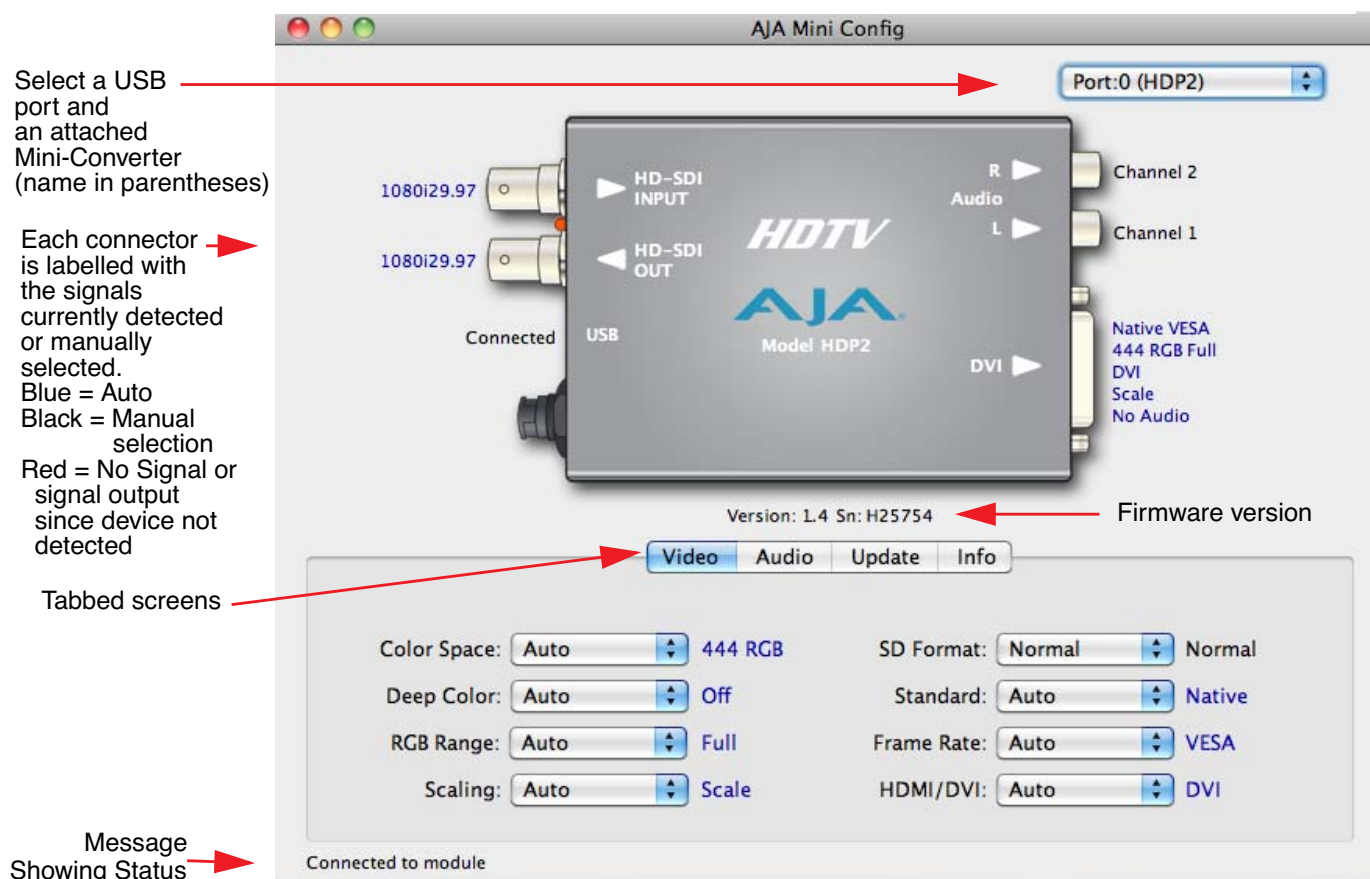 AJA Mini Config
Select a USB
port and
an attached
Mini-Converter
(name in parentheses)
Port:0 (HDP2)
Each connector
is labelled with
the signals
currently detected
or manually
selected.
Blue = Auto
Black = Manual
selection
Red = No Signal or
signal output
since device not
detected
1080i29.97
HD-SDI
INPUT
1080i29.97
HD-SDI
OUT
Connected
USB
HDTV
AJA
Model HDP2
R
Audio
L
Channel 2
Channel 1
DVI
Native VESA
444 RGB Full
DVI
Scale
No Audio
Version: 1.4 Sn: H25754
Firmware version
Tabbed screens
Video Audio Update Info
Color Space: Auto 444 RGB
SD Format: Normal Normal
Deep Color: Auto Off
Standard: Auto Native
RGB Range: Auto Full
Frame Rate: Auto VESA
Scaling: Auto Scale
HDMI/DVI: Auto DVI
Message
Showing Status
Connected to module